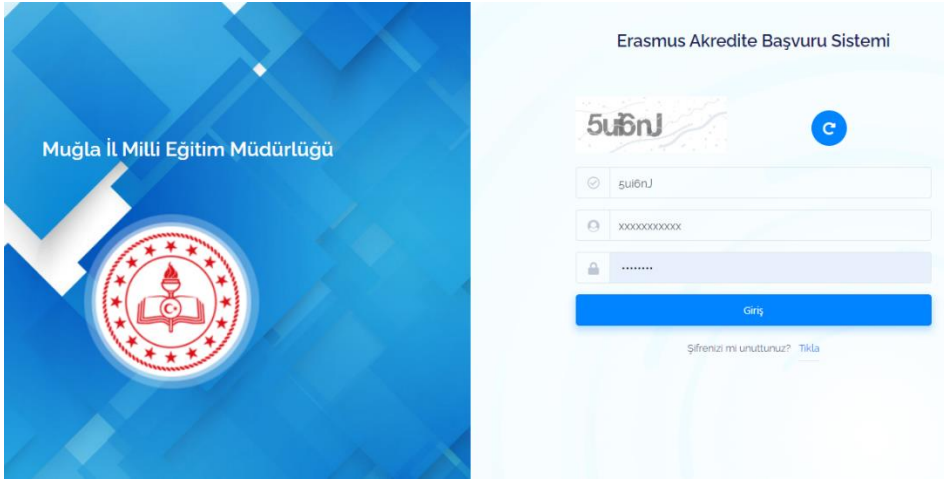 Muğla İl Milli Eğitim Müdürlüğü
Erasmus Akredite Başvuru Sistemi
5ui6nJ
5ui6nJ
xxxxxxxxxxx
........
Giriş
Şifrenizi mi unuttunuz? Tıkla